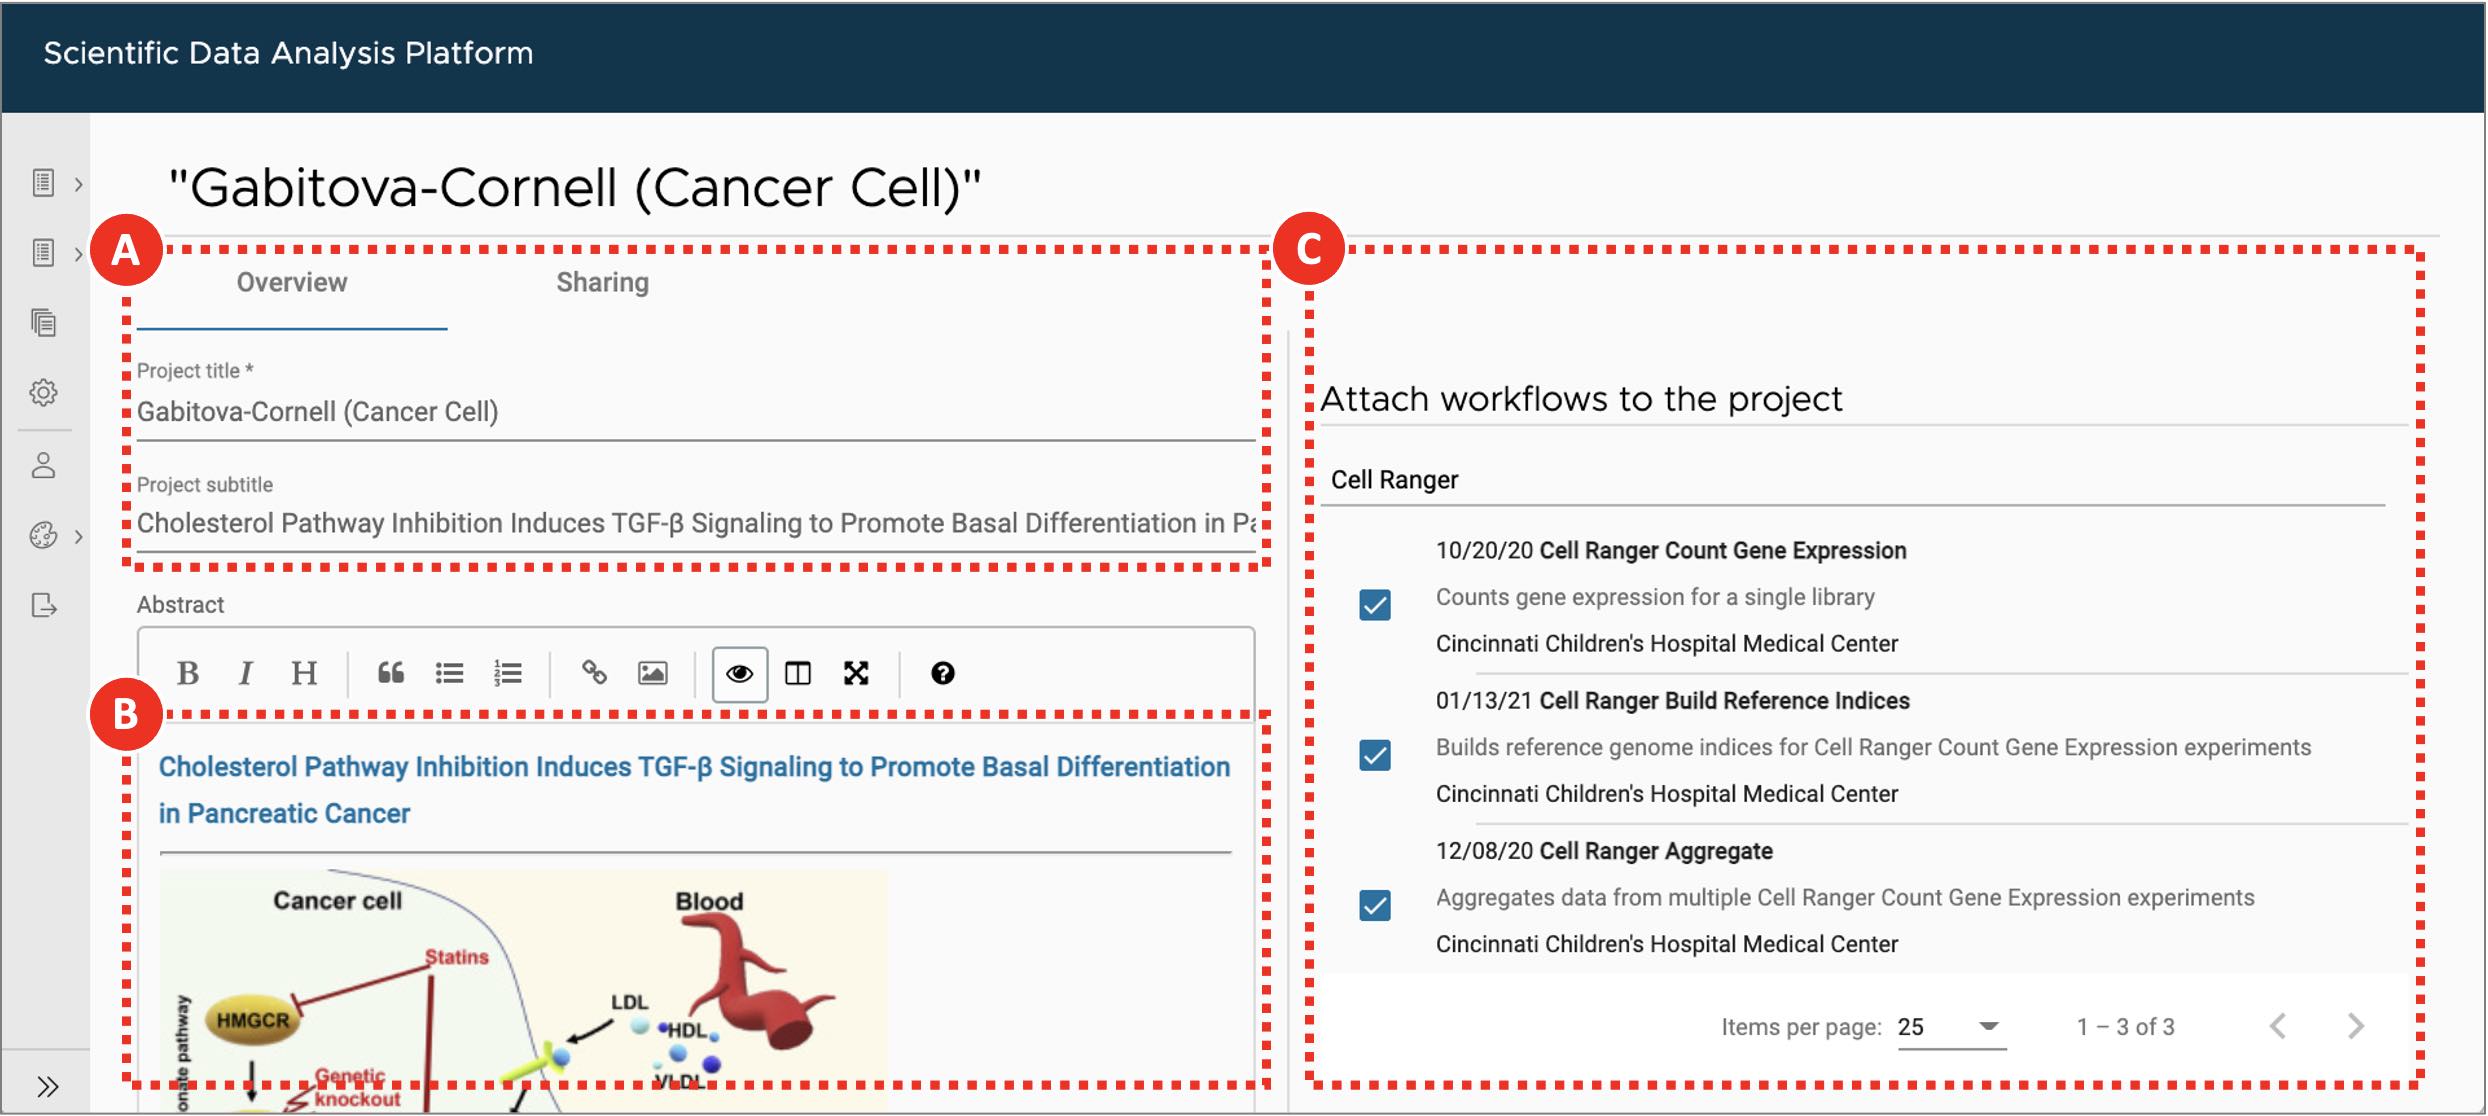 Scientific Data Analysis Platform
"Gabitova-Cornell (Cancer Cell)"
A
Overview
Sharing
Project title *
Gabitova-Cornell (Cancer Cell)
Project subtitle
Cholesterol Pathway Inhibition Induces TGF-β Signaling to Promote Basal Differentiation in Pa
Abstract
B I H
B
Cholesterol Pathway Inhibition Induces TGF-β Signaling to Promote Basal Differentiation
in Pancreatic Cancer
Cancer cell
Blood
Statins
LDL
HMGCR
HDL
VLDL
onate pathway
Genetic
knockout
C
Attach workflows to the project
Cell Ranger
10/20/20 Cell Ranger Count Gene Expression
Counts gene expression for a single library
Cincinnati Children's Hospital Medical Center
01/13/21 Cell Ranger Build Reference Indices
Builds reference genome indices for Cell Ranger Count Gene Expression experiments
Cincinnati Children's Hospital Medical Center
12/08/20 Cell Ranger Aggregate
Aggregates data from multiple Cell Ranger Count Gene Expression experiments
Cincinnati Children's Hospital Medical Center
Items per page: 25
1 – 3 of 3